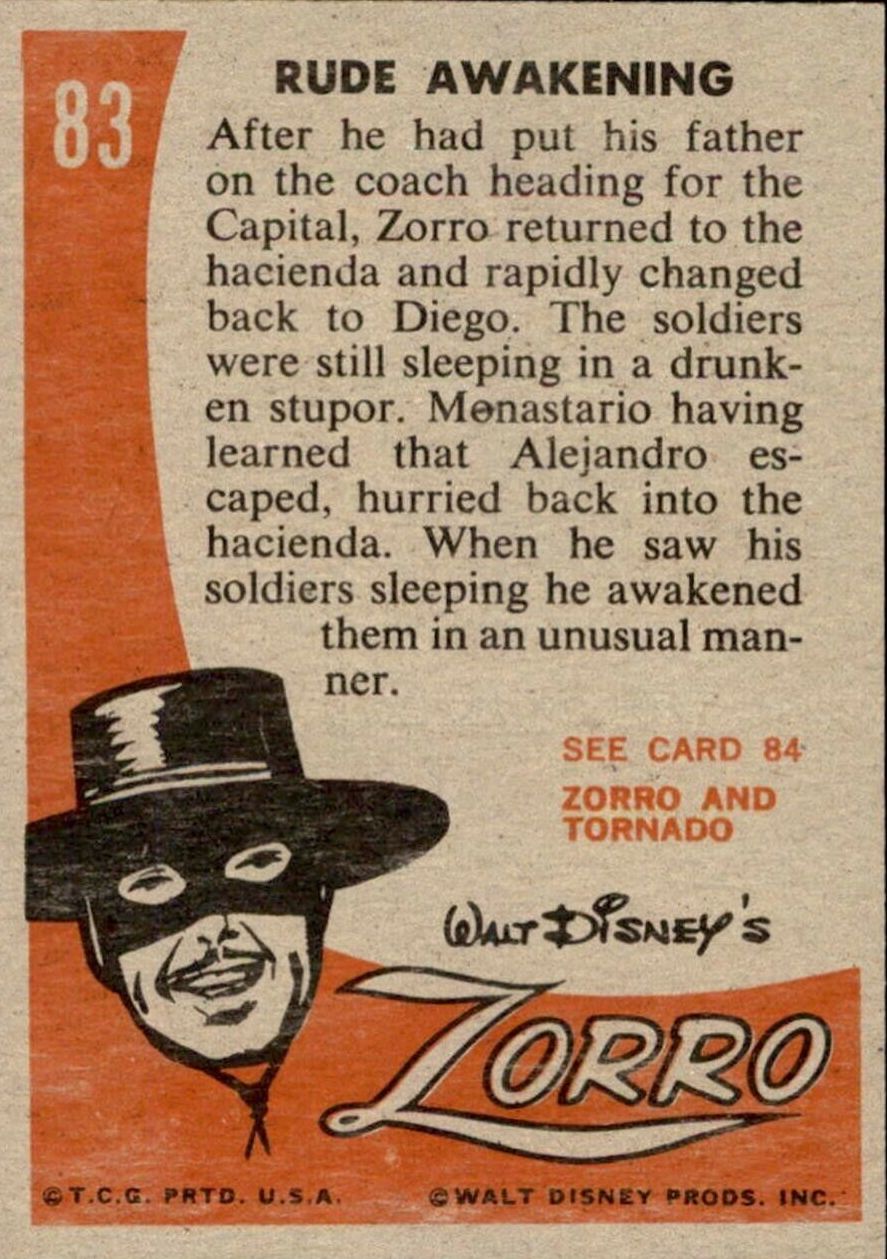 83
RUDE AWAKENING
After he had put his father
on the coach heading for the
Capital, Zorro returned to the
hacienda and rapidly changed
back to Diego. The soldiers
were still sleeping in a drunk-
en stupor. Monastario having
learned that Alejandro es-
caped, hurried back into the
hacienda. When he saw his
soldiers sleeping he awakened
them in an unusual man-
ner.
SEE CARD 84
ZORRO AND
TORNADO
WALT DISNEY'S
ZORRO
©T.C.G. PRTD. U.S.A.
©WALT DISNEY PRODS. INC.